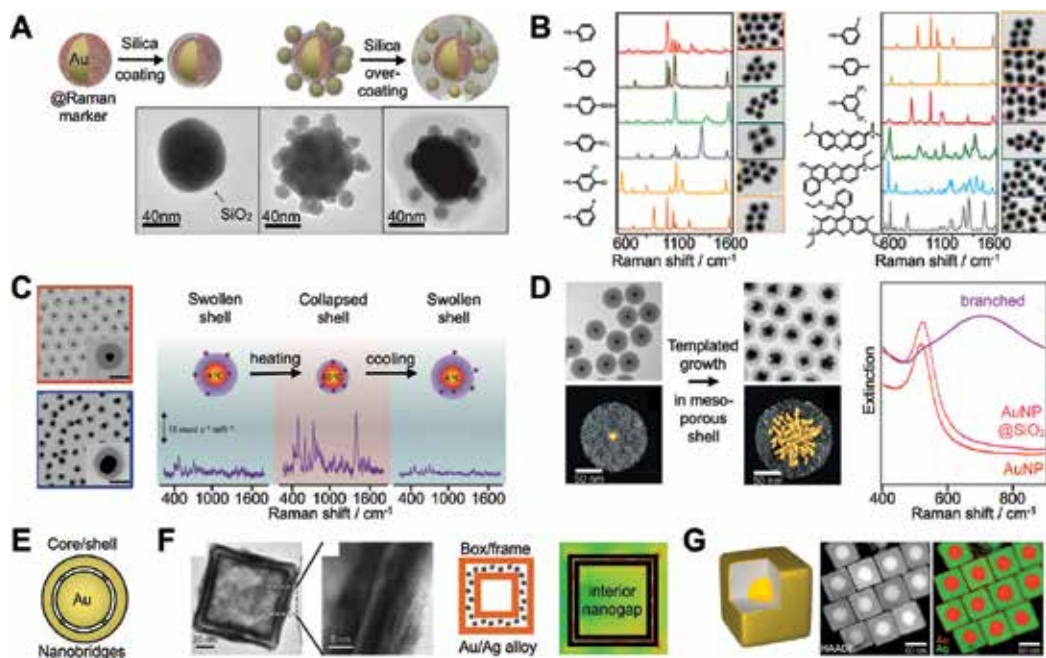 A
Silica
coating
Au
@Raman
marker
Silica
over-
coating
40nm
SiO₂
40nm
40nm
B
600 1100 1600
Raman shift / cm⁻¹
600 1100 1600
Raman shift / cm⁻¹
C
Swollen
shell
Collapsed
shell
Swollen
shell
heating
cooling
400 1000 1600
400 1000 1600
400 1000 1600
Raman shift / cm⁻¹
D
Templated
growth
in meso-
porous
shell
50 nm
50 nm
Extinction
branched
AuNP
@SiO₂
AuNP
400 600 800
Raman shift / cm⁻¹
E
Core/shell
Au
Nanobridges
F
5 nm
Box/frame
Au/Ag alloy
interior
nanogap
G
HAADF
60 nm
Au
Ag
60 nm